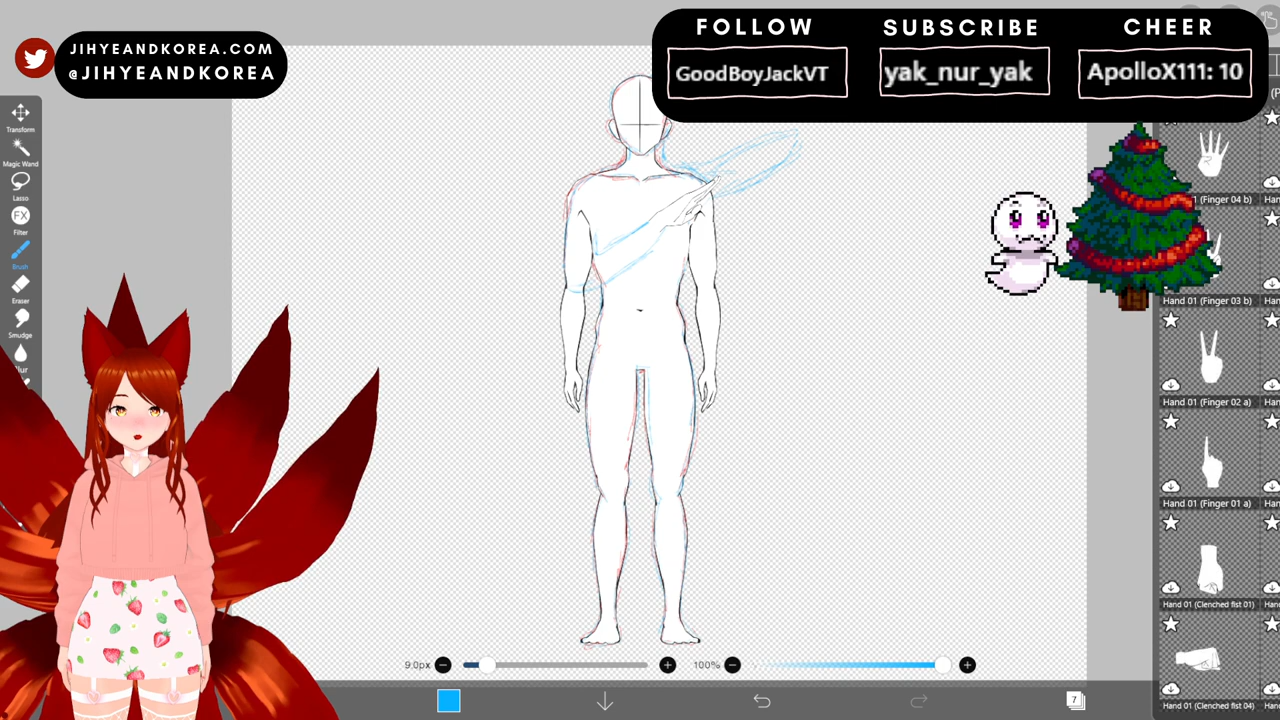 JIHYEANDKOREA.COM
@JIHYEANDKOREA
FOLLOW
SUBSCRIBE
CHEER
GoodBoyJackVT
yak_nur_yak
ApolloX111: 10
Transform
Magic Wand
Lasso
FX
Filter
Brush
Eraser
Smudge
Blur
1 (Finger 04 b)
Hand 01 (Finger 03 b)
Hand 01 (Finger 02 a)
Hand 01 (Finger 01 a)
Hand 01 (Clenched fist 01)
Hand 01 (Clenched fist 04)
9.0px
100%
7